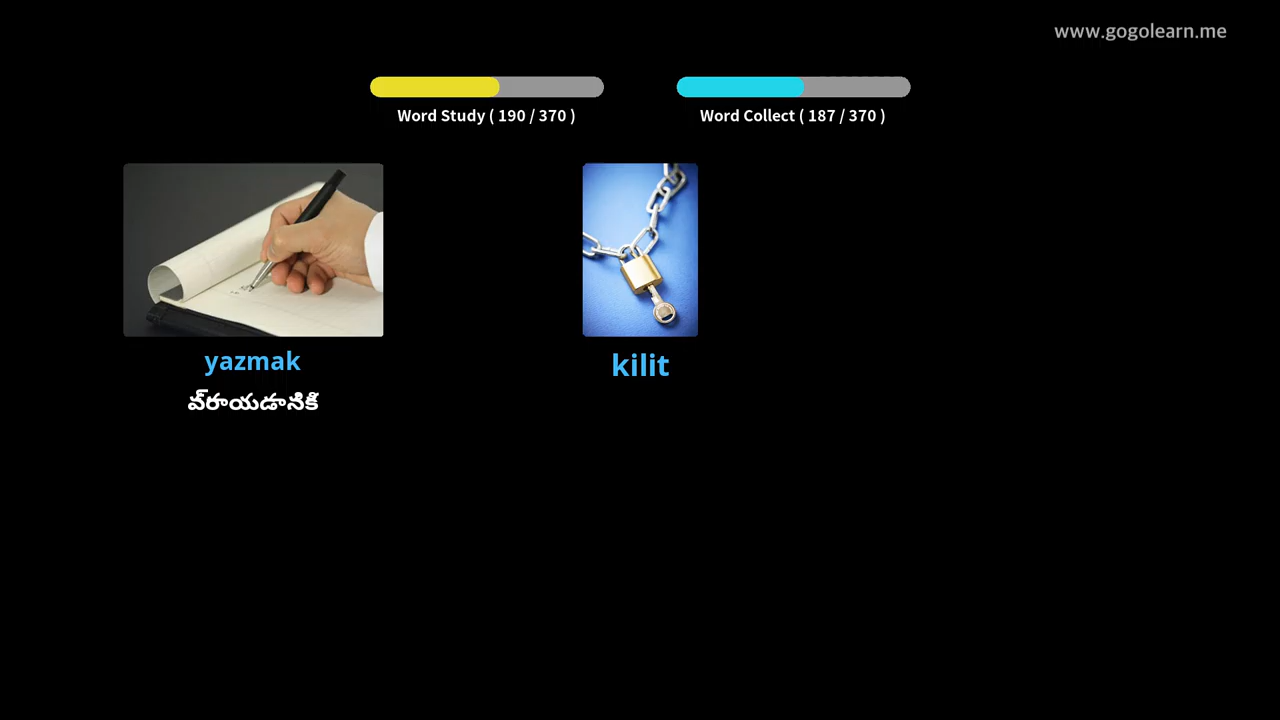 www.gogolearn.me
Word Study ( 190 / 370 )
Word Collect ( 187 / 370 )
yazmak
వ్రాయడానికి
kilit